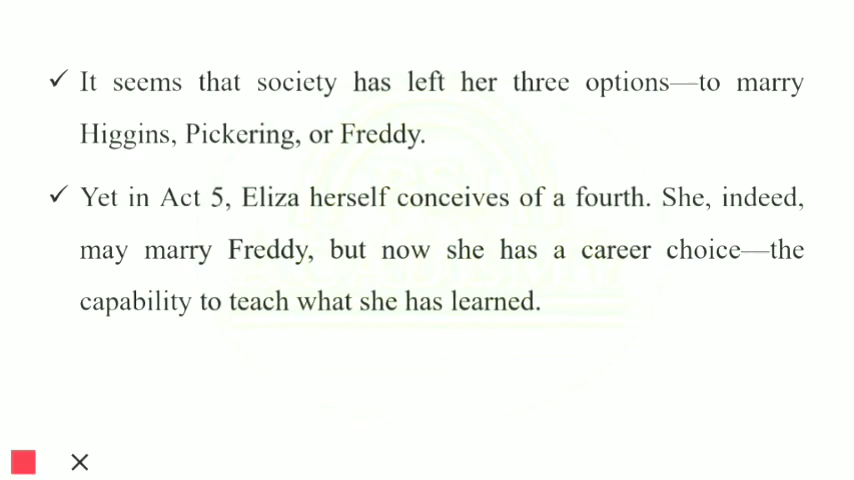 ✓ It seems that society has left her three options—to marry
Higgins, Pickering, or Freddy.
✓ Yet in Act 5, Eliza herself conceives of a fourth. She, indeed,
may marry Freddy, but now she has a career choice—the
capability to teach what she has learned.